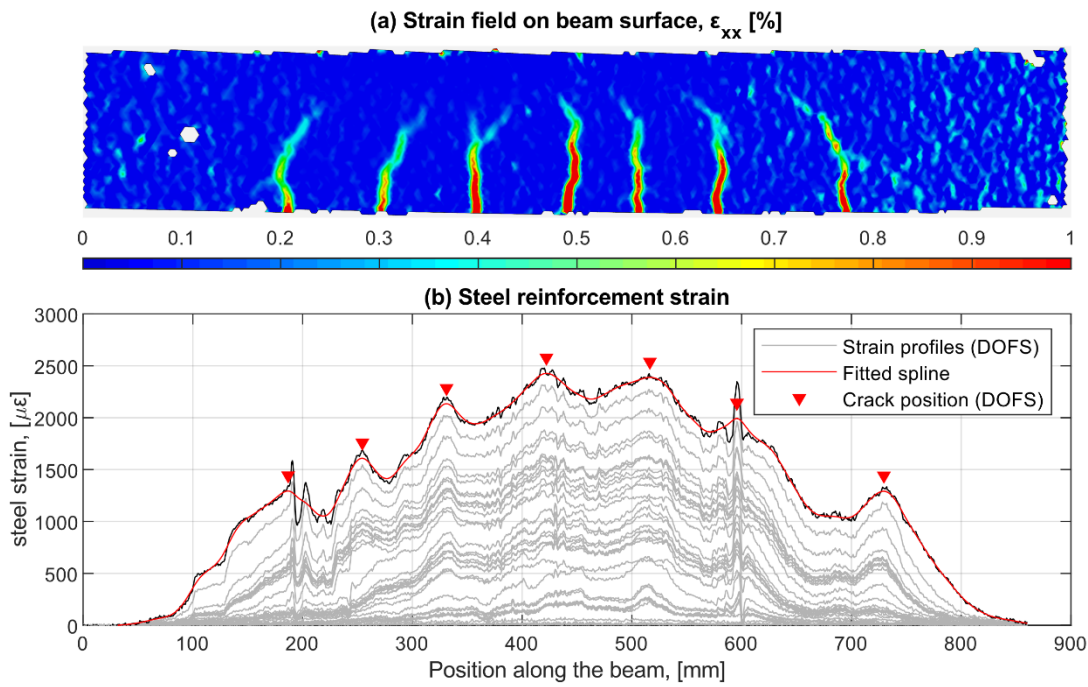 (a) Strain field on beam surface, εxx [%]
0 0.1 0.2 0.3 0.4 0.5 0.6 0.7 0.8 0.9 1
(b) Steel reinforcement strain
3000
2500
2000
1500
1000
500
0
steel strain, [με]
Strain profiles (DOFS)
Fitted spline
Crack position (DOFS)
0 100 200 300 400 500 600 700 800 900
Position along the beam, [mm]